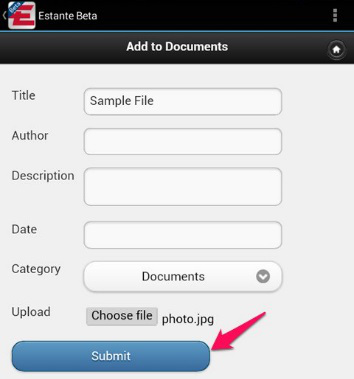 Beta
Estante Beta
Add to Documents
Title
Sample File
Author
Description
Date
Category
Documents
Upload
Choose file photo.jpg
Submit